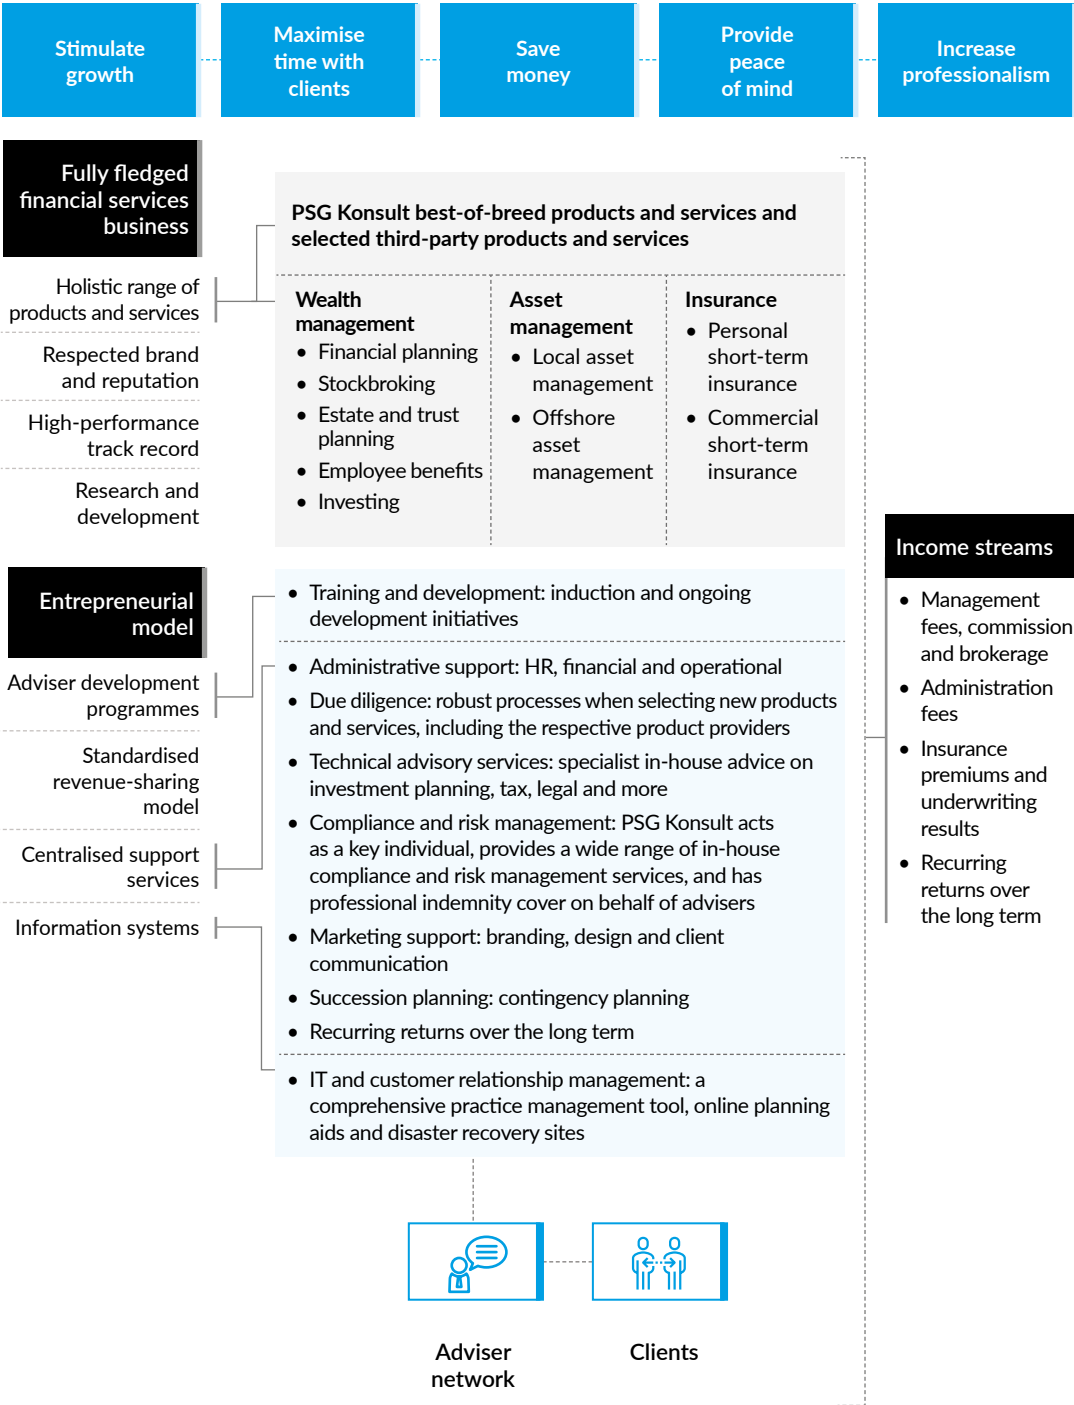 Stimulate
growth
Maximise
time with
clients
Save
money
Provide
peace
of mind
Increase
professionalism
Fully fledged
financial services
business
Holistic range of
products and services
Respected brand
and reputation
High-performance
track record
Research and
development
PSG Konsult best-of-breed products and services and
selected third-party products and services
Wealth
management
• Financial planning
• Stockbroking
• Estate and trust
planning
• Employee benefits
• Investing
Asset
management
• Local asset
management
• Offshore
asset
management
Insurance
• Personal
short-term
insurance
• Commercial
short-term
insurance
Entrepreneurial
model
Adviser development
programmes
Standardised
revenue-sharing
model
Centralised support
services
Information systems
• Training and development: induction and ongoing
development initiatives
• Administrative support: HR, financial and operational
• Due diligence: robust processes when selecting new products
and services, including the respective product providers
• Technical advisory services: specialist in-house advice on
investment planning, tax, legal and more
• Compliance and risk management: PSG Konsult acts
as a key individual, provides a wide range of in-house
compliance and risk management services, and has
professional indemnity cover on behalf of advisers
• Marketing support: branding, design and client
communication
• Succession planning: contingency planning
• Recurring returns over the long term
• IT and customer relationship management: a
comprehensive practice management tool, online planning
aids and disaster recovery sites
Income streams
• Management
fees, commission
and brokerage
• Administration
fees
• Insurance
premiums and
underwriting
results
• Recurring
returns over
the long term
Adviser
network
Clients